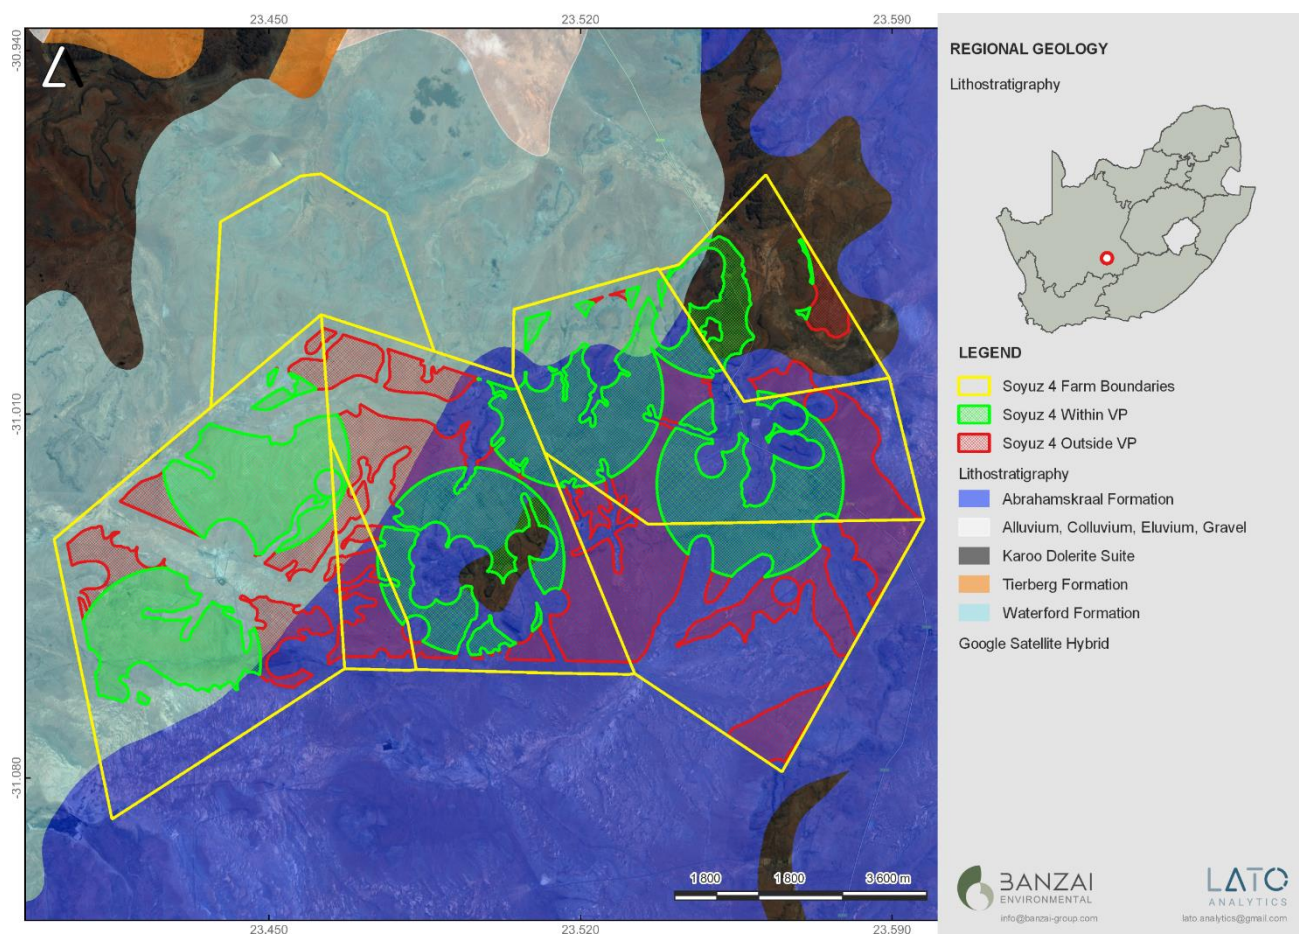 23.450
23.520
23.590
-30.940
-31.010
-31.080
23.450
23.520
23.590
1 800
1 800
3 600 m
REGIONAL GEOLOGY
Lithostratigraphy
LEGEND
Soyuz 4 Farm Boundaries
Soyuz 4 Within VP
Soyuz 4 Outside VP
Lithostratigraphy
Abrahamskraal Formation
Alluvium, Colluvium, Eluvium, Gravel
Karoo Dolerite Suite
Tierberg Formation
Waterford Formation
Google Satellite Hybrid
BANZAI
ENVIRONMENTAL
info@banzai-group.com
LATO
ANALYTICS
lato.analytics@gmail.com